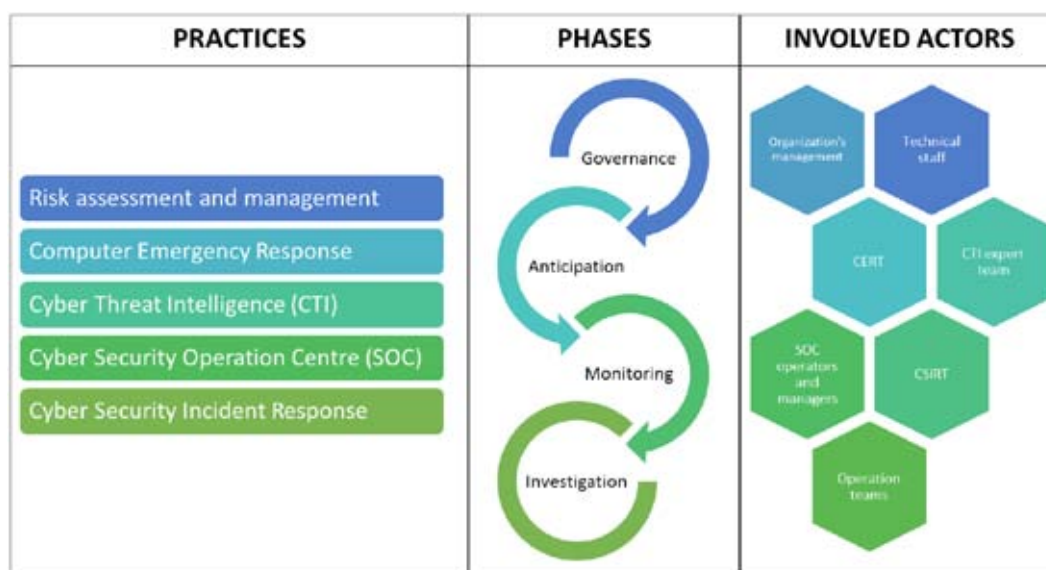 PRACTICES
PHASES
INVOLVED ACTORS
Risk assessment and management
Computer Emergency Response
Cyber Threat Intelligence (CTI)
Cyber Security Operation Centre (SOC)
Cyber Security Incident Response
Governance
Anticipation
Monitoring
Investigation
Organization's
management
Technical
staff
CERT
CTI expert
team
SOC
operators
and
managers
CSIRT
Operation
teams